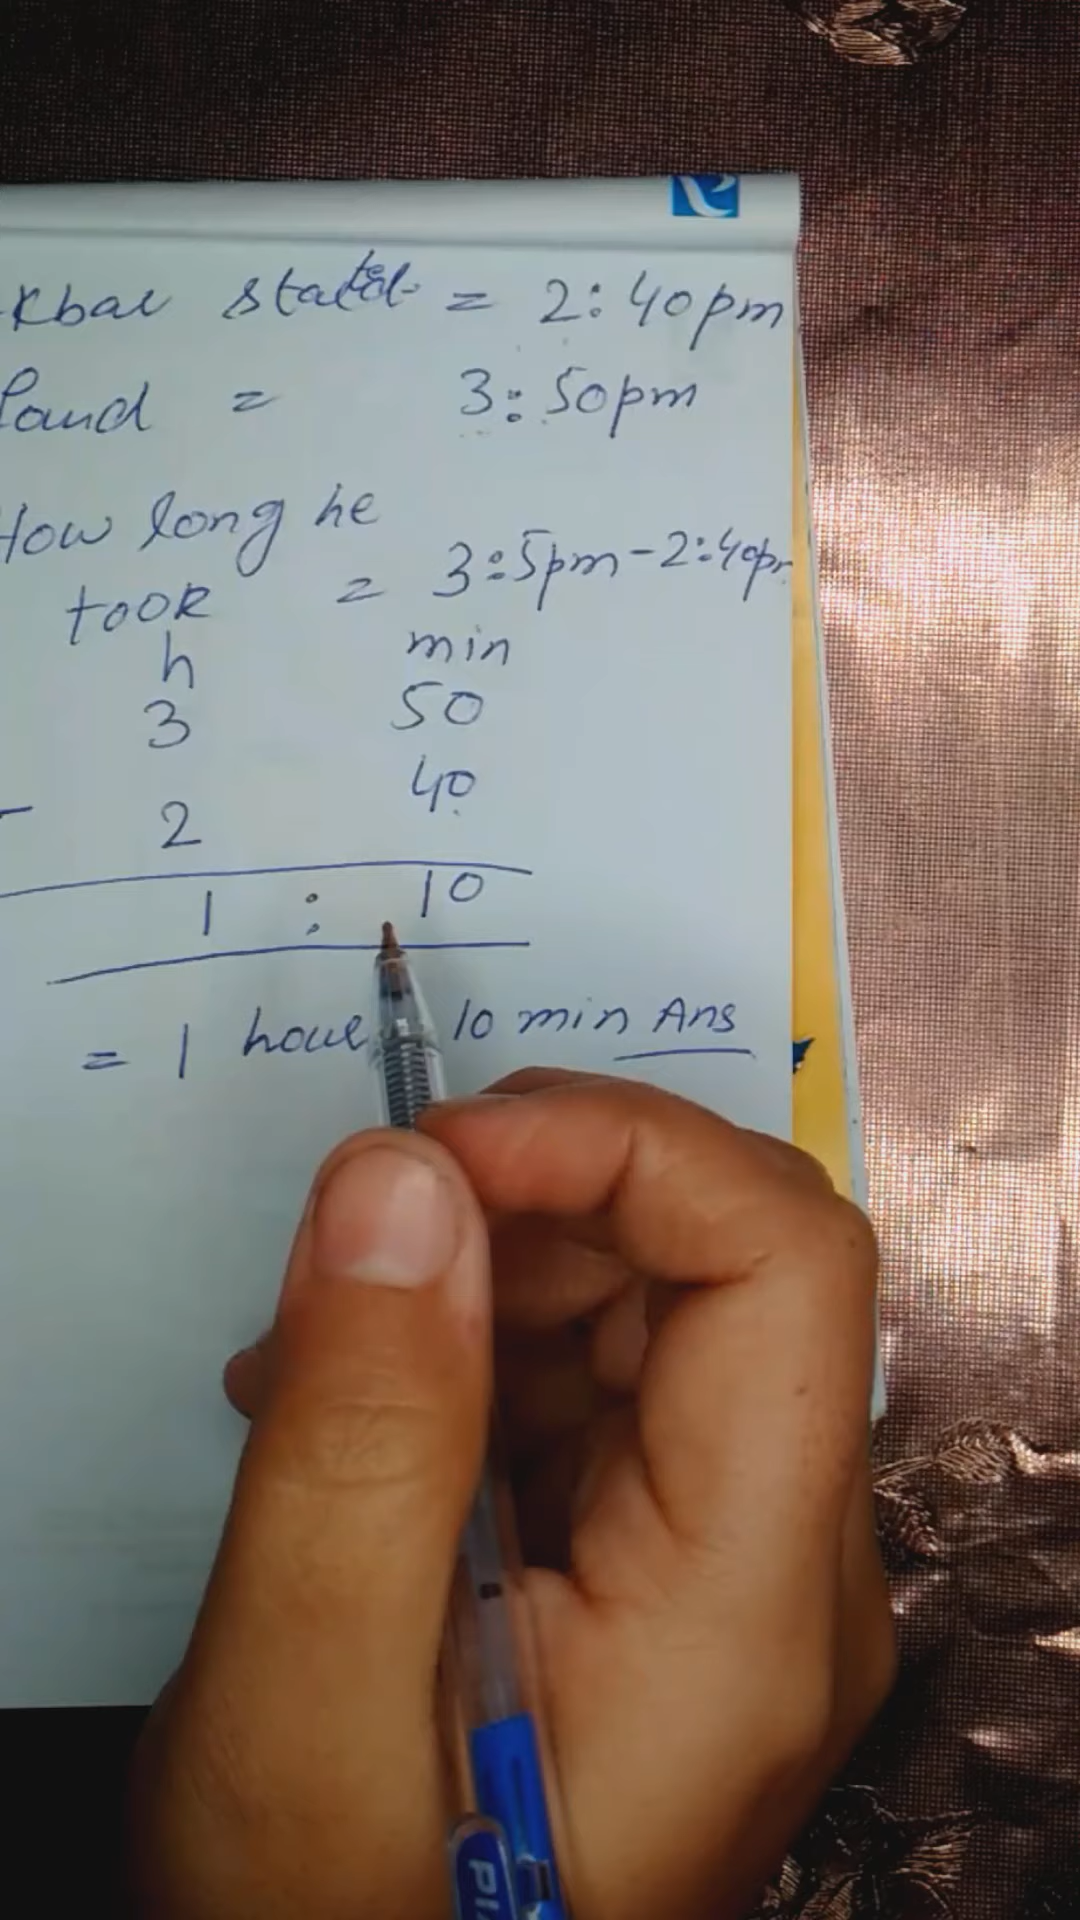 kbar started = 2:40pm
land = 3:50pm
How long he
took = 3:5pm-2:40pm
h min
3 50
- 2 40
1 : 10
= 1 hour 10 min Ans
PI